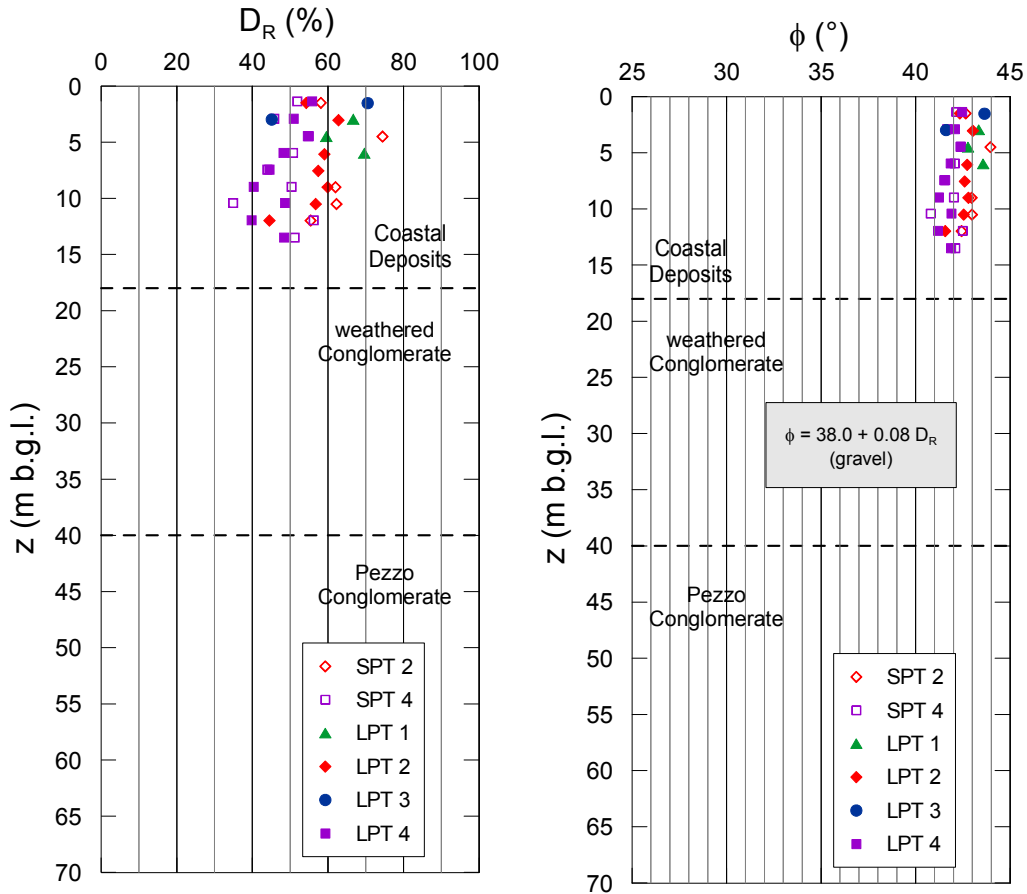 D_R (%)
0 20 40 60 80 100
0
5
10
15
20
25
30
35
40
45
50
55
60
65
70
z (m b.g.l.)
Coastal
Deposits
weathered
Conglomerate
Pezzo
Conglomerate
SPT 2
SPT 4
LPT 1
LPT 2
LPT 3
LPT 4
ϕ (°)
25 30 35 40 45
0
5
10
15
20
25
30
35
40
45
50
55
60
65
70
z (m b.g.l.)
Coastal
Deposits
weathered
Conglomerate
ϕ = 38.0 + 0.08 D_R
(gravel)
Pezzo
Conglomerate
SPT 2
SPT 4
LPT 1
LPT 2
LPT 3
LPT 4